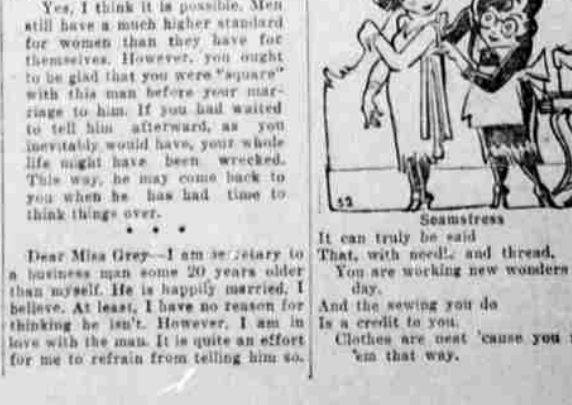 Yes, I think it is possible. Men
still have a much higher standard
for women than they have for
themselves. However, you ought
to be glad that you were "square"
with this man before your mar-
riage to him. If you had waited
to tell him afterward, as you
inevitably would have, your whole
life might have been wrecked.
This way, he may come back to
you when he has had time to
think things over.
* * *
Dear Miss Grey—I am secretary to
a business man some 20 years older
than myself. He is happily married, I
believe. At least, I have no reason for
thinking he isn't. However, I am in
love with the man. It is quite an effort
for me to refrain from telling him so.
52
Seamstress
It can truly be said
That, with needle and thread,
You are working new wonders
day.
And the sewing you do
Is a credit to you.
Clothes are neat 'cause you
'em that way.